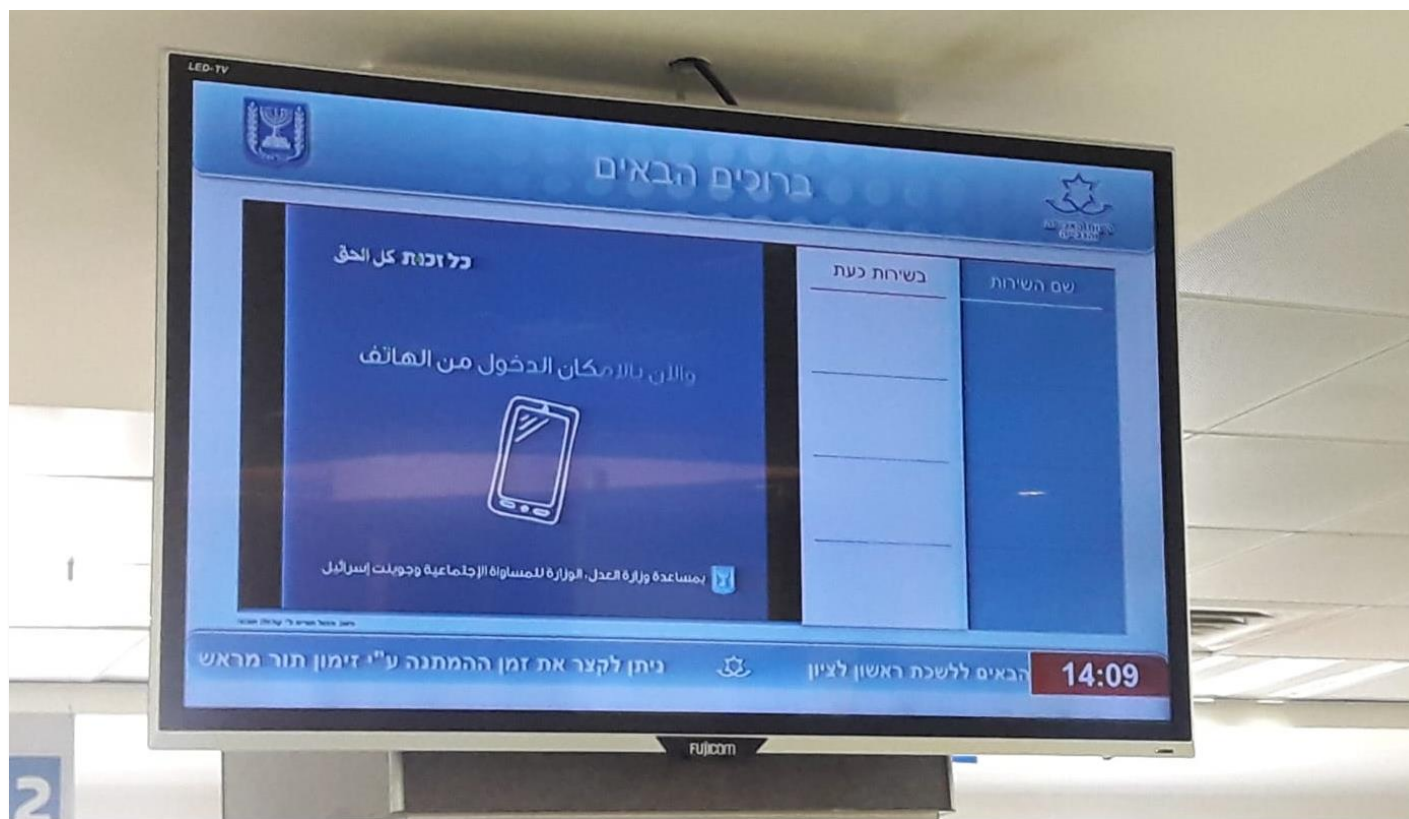 LED-TV
ברוכים הבאים
שם השירות
בשירות כעת
כל זכות كل الحق
والآن بالإمكان الدخول من الهاتف
بمساعدة وزارة العدل، الوزارة للمساواة الإجتماعية وجوينت إسرائيل
14:09
הבאים ללשכת ראשון לציון
ניתן לקצר את זמן ההמתנה ע"י זימון תור מראש
FUJICOM
2